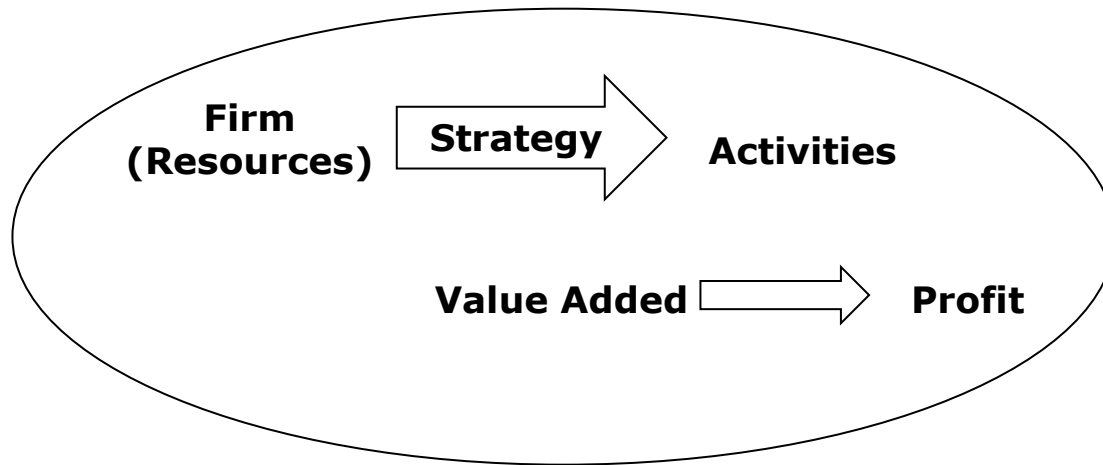 Firm
(Resources)
Strategy
Activities
Value Added
Profit